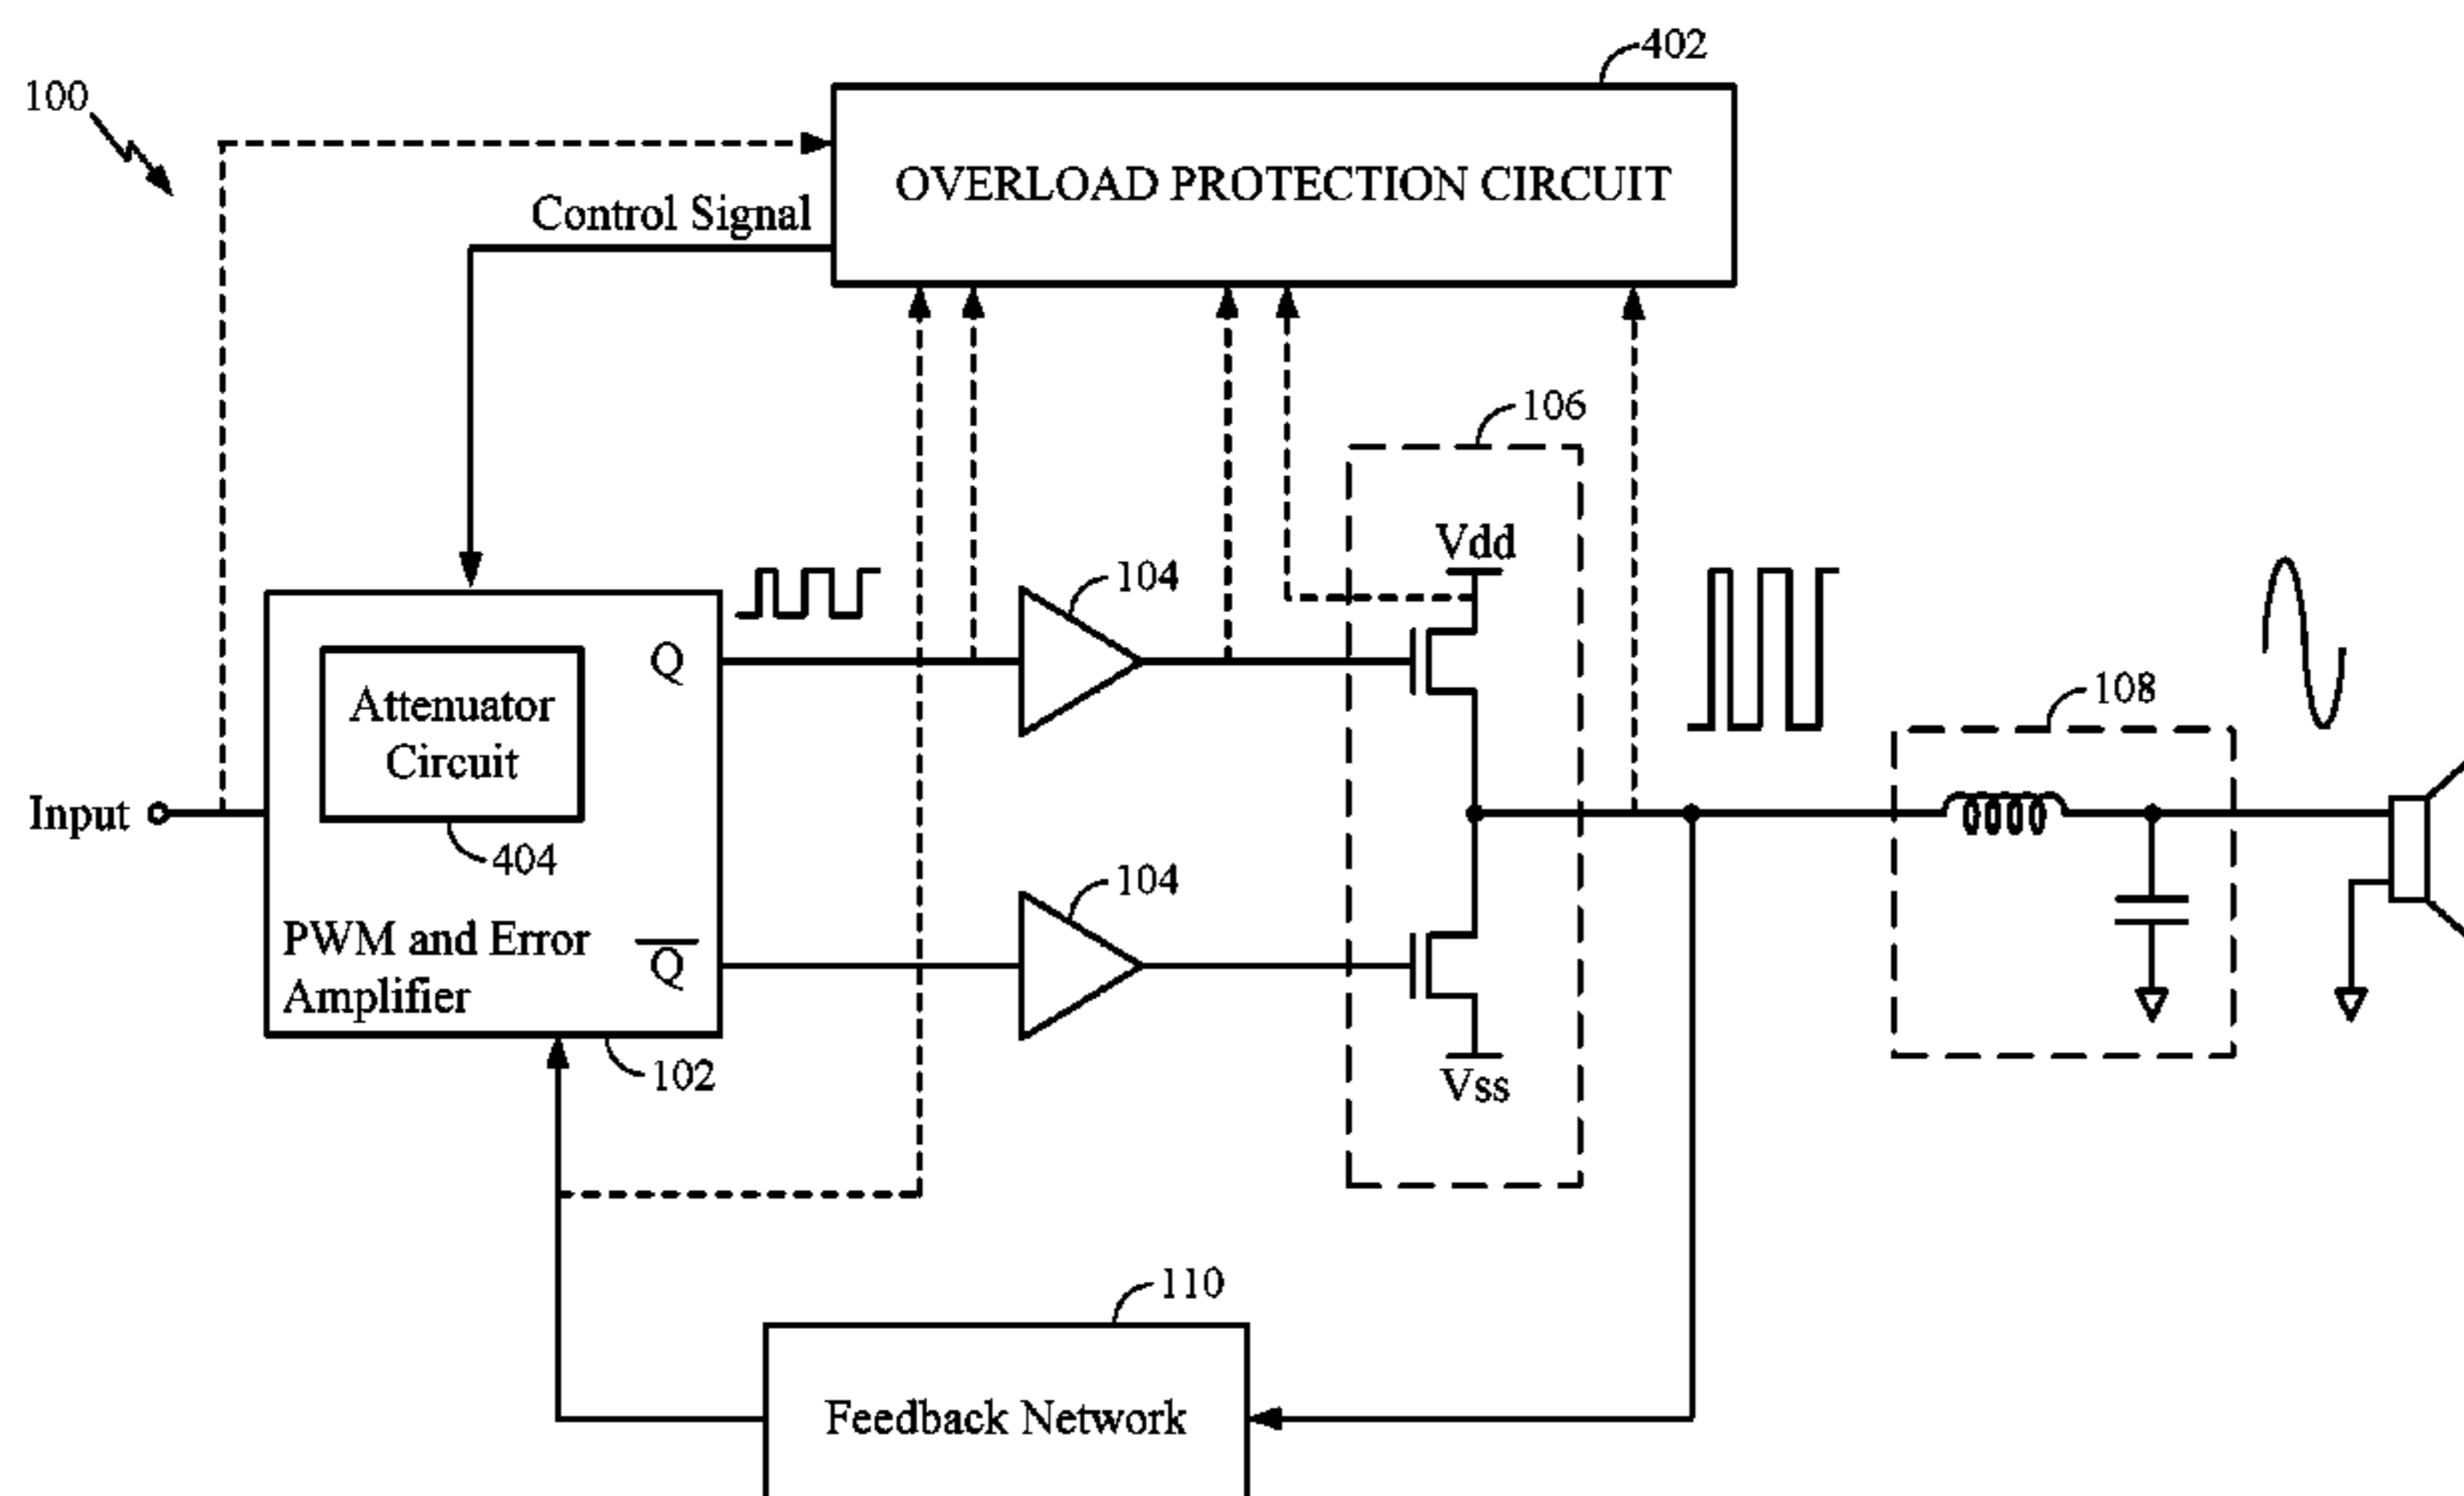 402
100
OVERLOAD PROTECTION CIRCUIT
Control Signal
106
Vdd
104
Q
Attenuator
Circuit
108
Input
404
104
PWM and Error
Amplifier
Q
102
Vss
110
Feedback Network